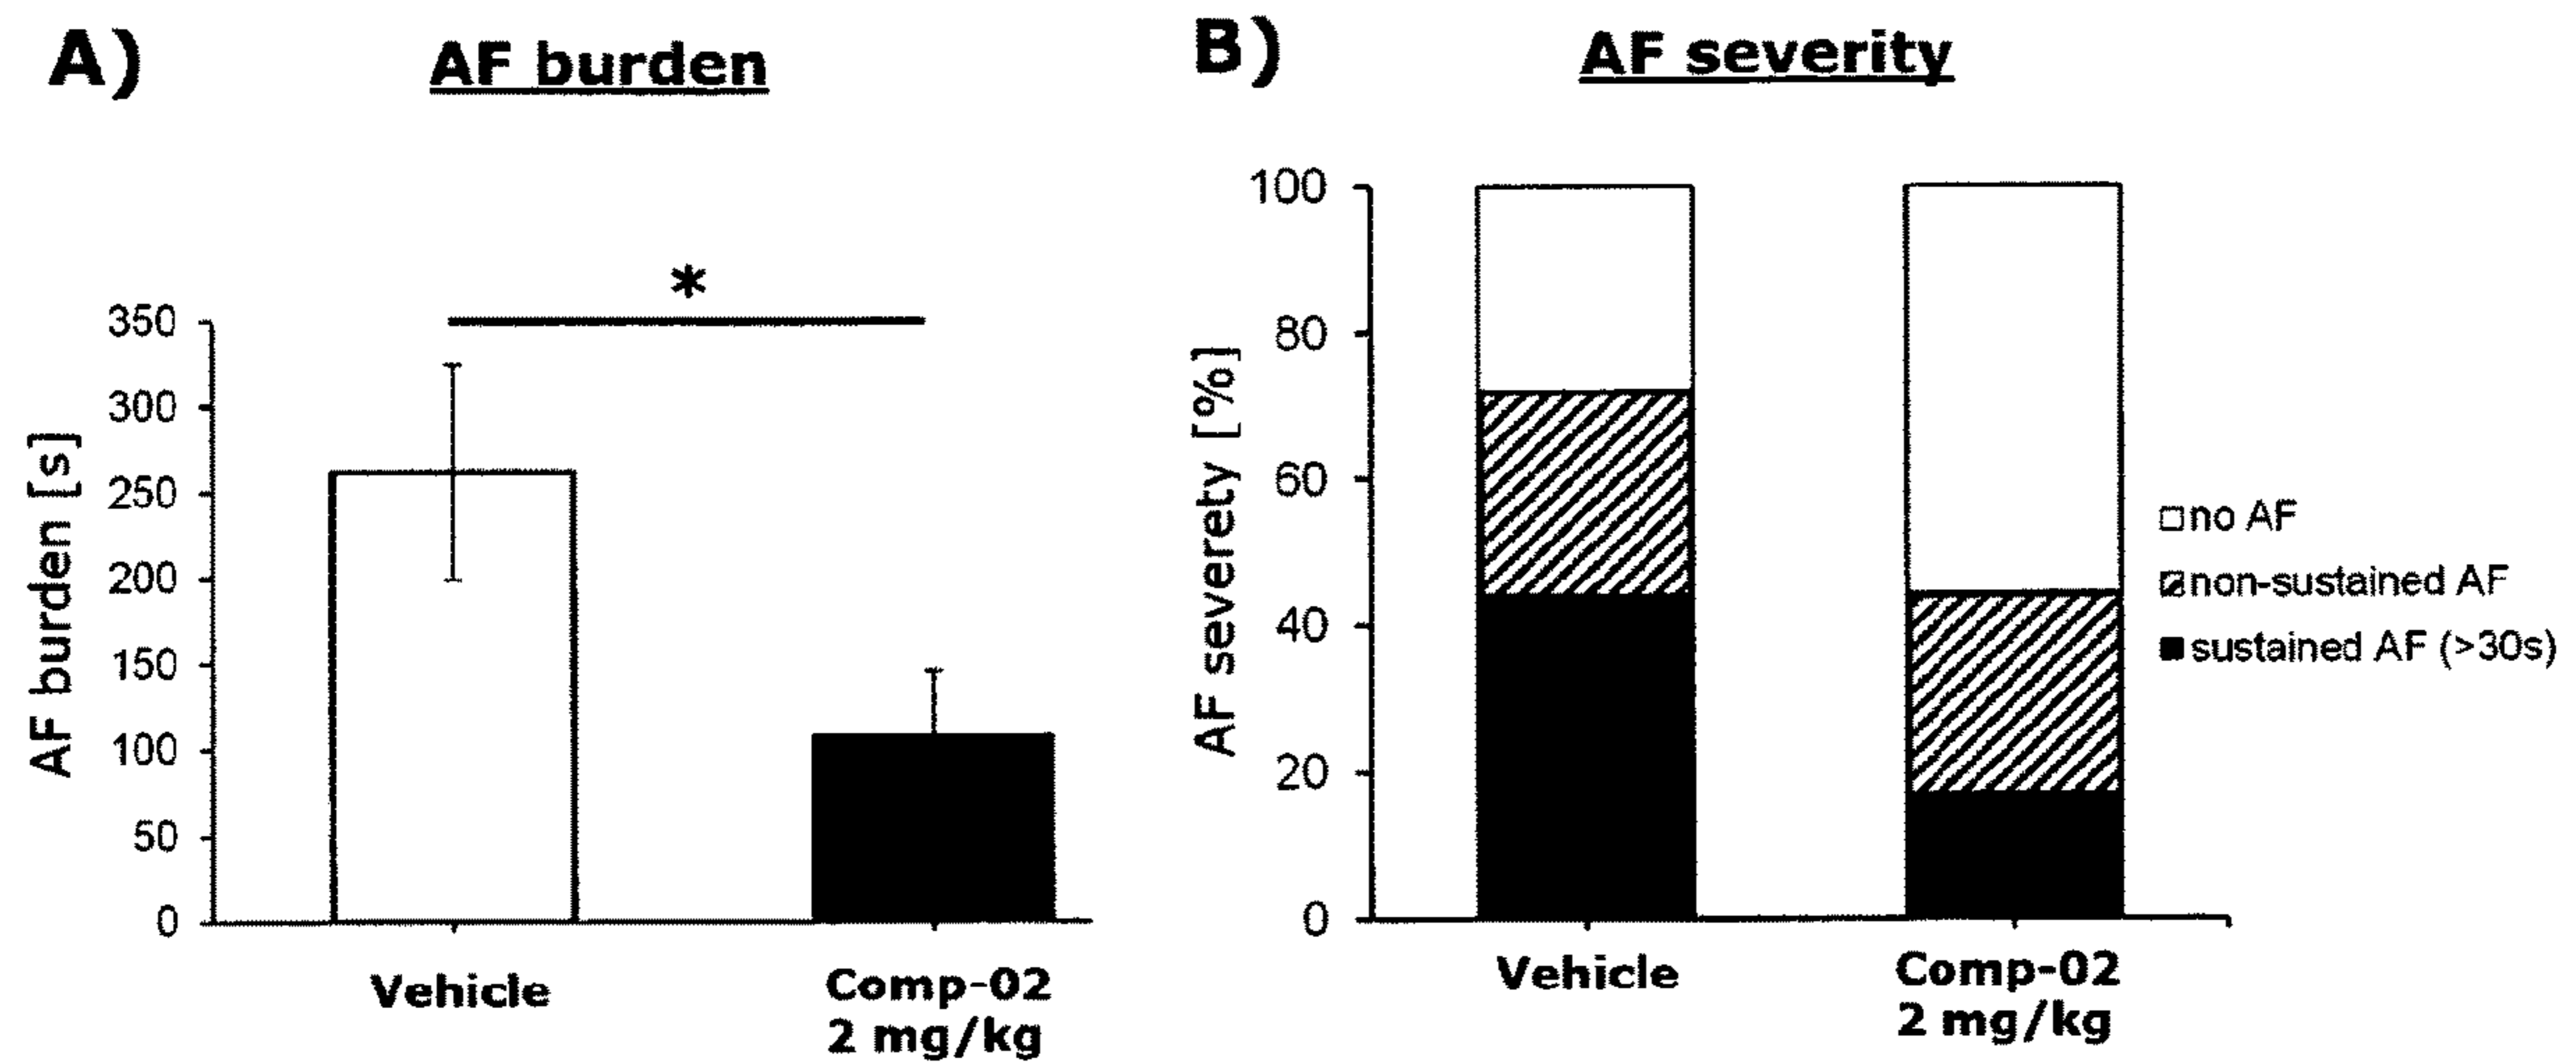 A)
AF burden
*
AF burden [s]
350
300
250
200
150
100
50
0
Vehicle
Comp-02
2 mg/kg
B)
AF severity
AF severety [%]
100
80
60
40
20
0
Vehicle
Comp-02
2 mg/kg
no AF
non-sustained AF
sustained AF (>30s)